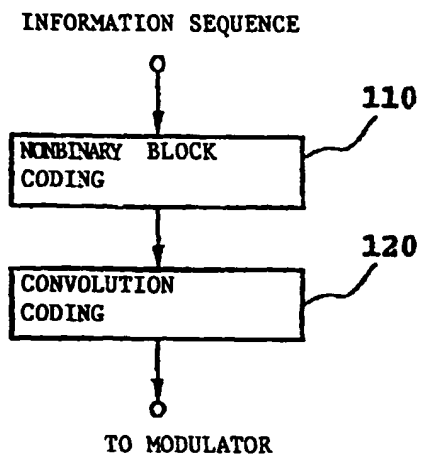 INFORMATION SEQUENCE
110
NONBINARY BLOCK
CODING
120
CONVOLUTION
CODING
TO MODULATOR